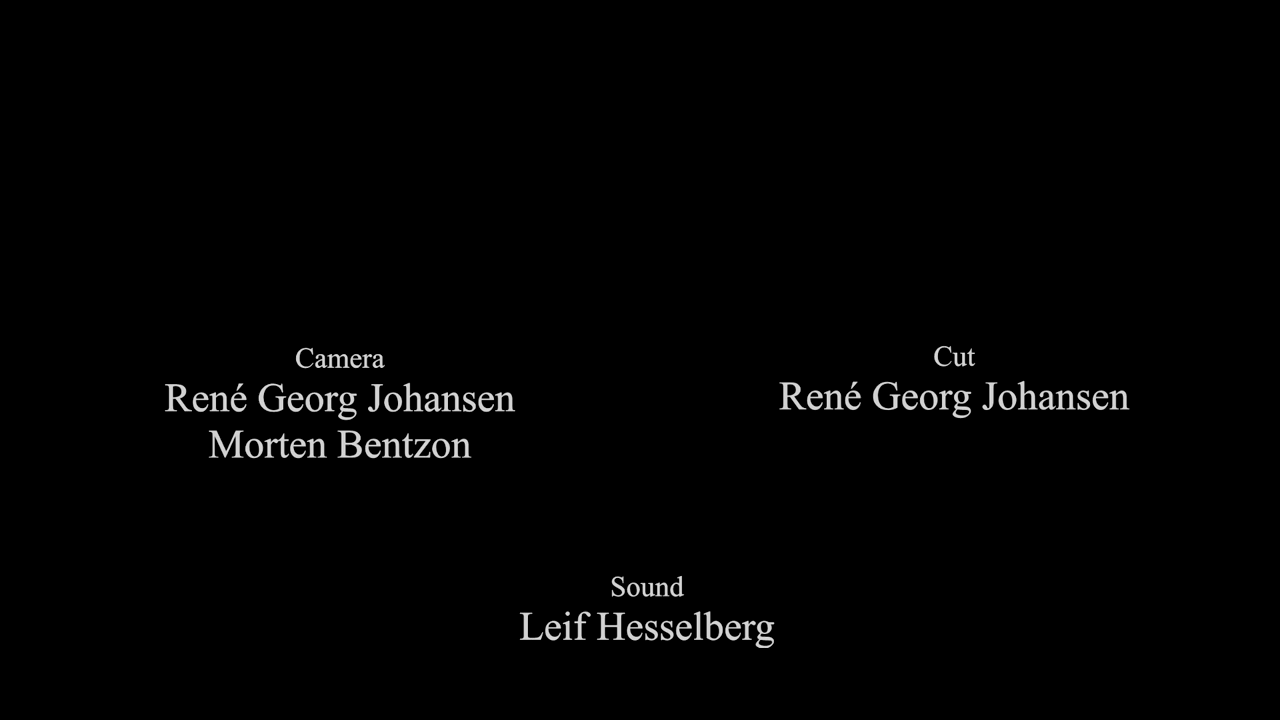 Camera
René Georg Johansen
Morten Bentzon
Cut
René Georg Johansen
Sound
Leif Hesselberg